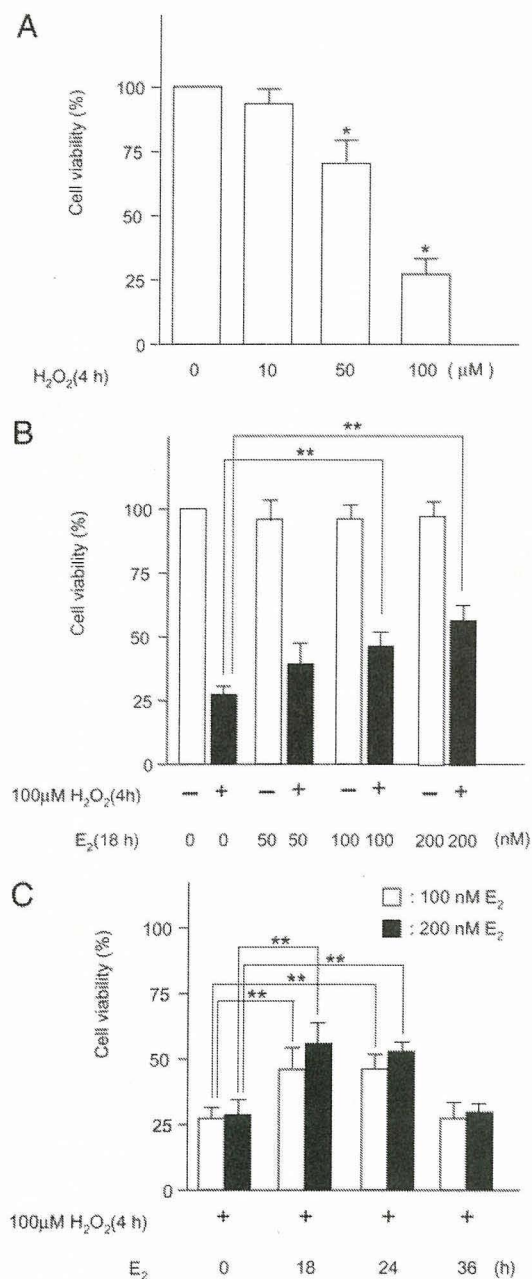 A
Cell viability (%)
100
75
50
25
0
*
*
H₂O₂(4 h) 0 10 50 100 ( μM )
B
**
**
Cell viability (%)
100
75
50
25
0
100μM H₂O₂(4h) − + − + − + − +
E₂(18 h) 0 0 50 50 100 100 200 200 (nM)
C
: 100 nM E₂
: 200 nM E₂
Cell viability (%)
100
75
50
25
0
**
**
**
**
100μM H₂O₂(4 h) + + + +
E₂ 0 18 24 36 (h)